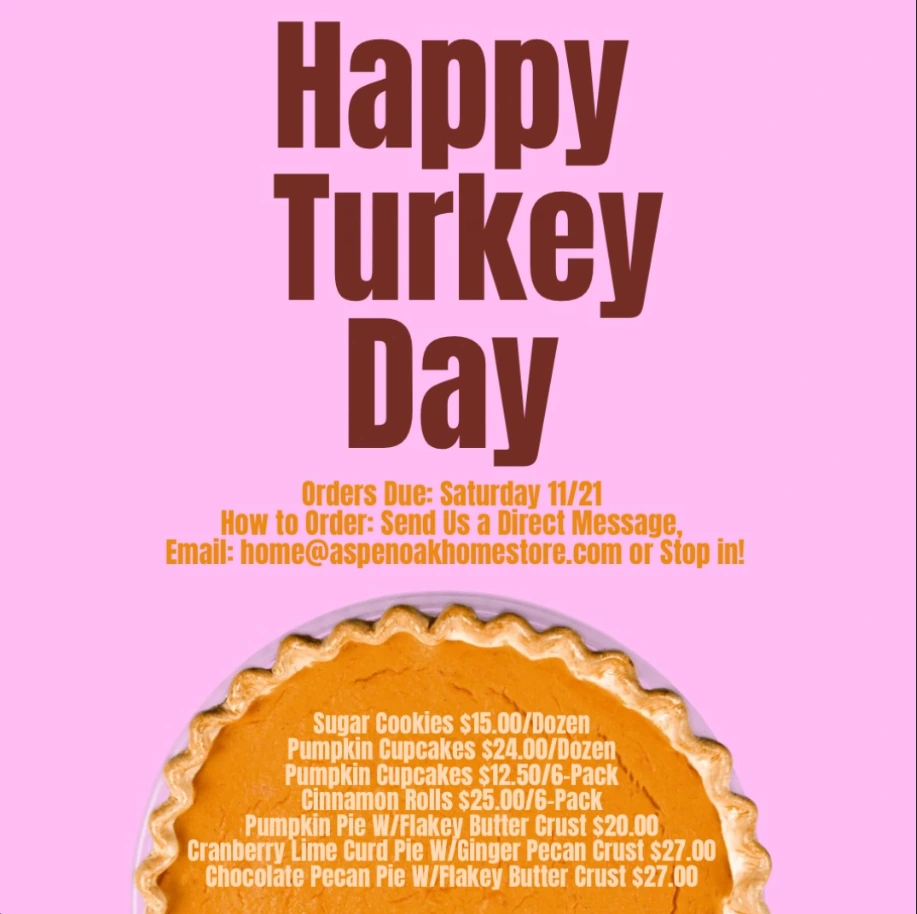 Happy
Turkey
Day
Orders Due: Saturday 11/21
How to Order: Send Us a Direct Message,
Email: home@aspenoakhomestore.com or Stop in!
Sugar Cookies $15.00/Dozen
Pumpkin Cupcakes $24.00/Dozen
Pumpkin Cupcakes $12.50/6-Pack
Cinnamon Rolls $25.00/6-Pack
Pumpkin Pie W/Flakey Butter Crust $20.00
Cranberry Lime Curd Pie W/Ginger Pecan Crust $27.00
Chocolate Pecan Pie W/Flakey Butter Crust $27.00